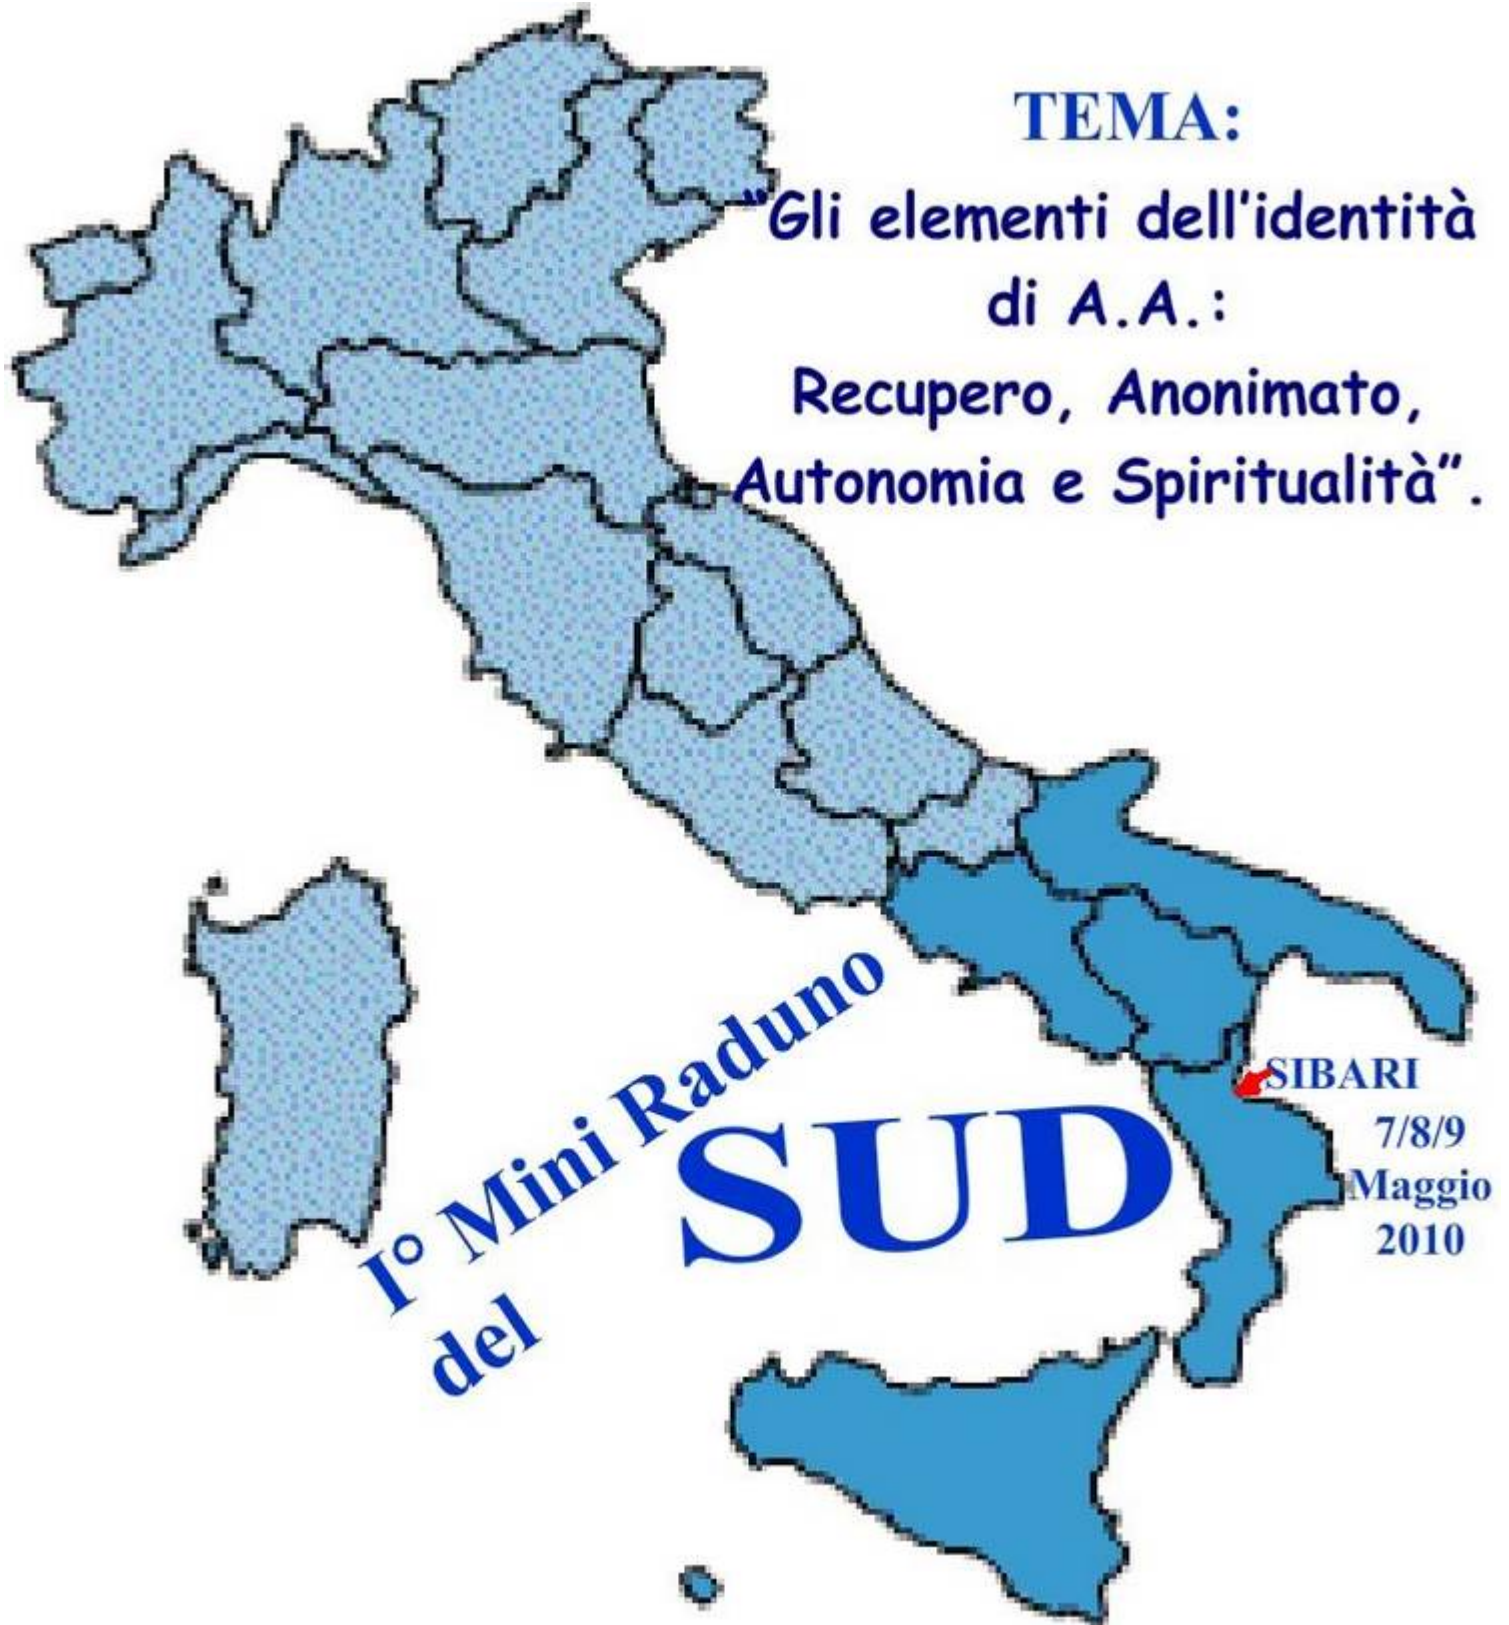 TEMA:
"Gli elementi dell'identità
di A.A.:
Recupero, Anonimato,
Autonomia e Spiritualità".
I° Mini Raduno
del
SUD
SIBARI
7/8/9
Maggio
2010